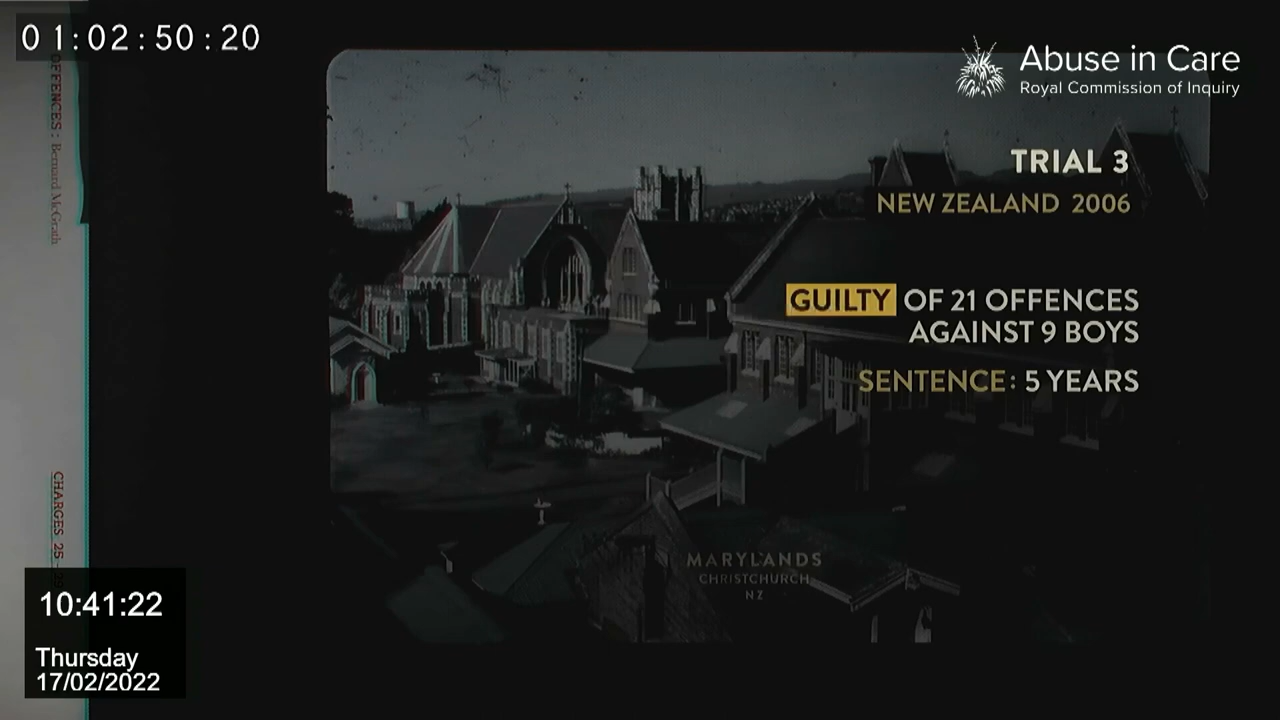 01:02:50:20
Abuse in Care
Royal Commission of Inquiry
OFFENCES: Bernard McGrath
TRIAL 3
NEW ZEALAND 2006
GUILTY OF 21 OFFENCES
AGAINST 9 BOYS
SENTENCE: 5 YEARS
CHARGES 25
MARYLANDS
CHRISTCHURCH
NZ
10:41:22
Thursday
17/02/2022